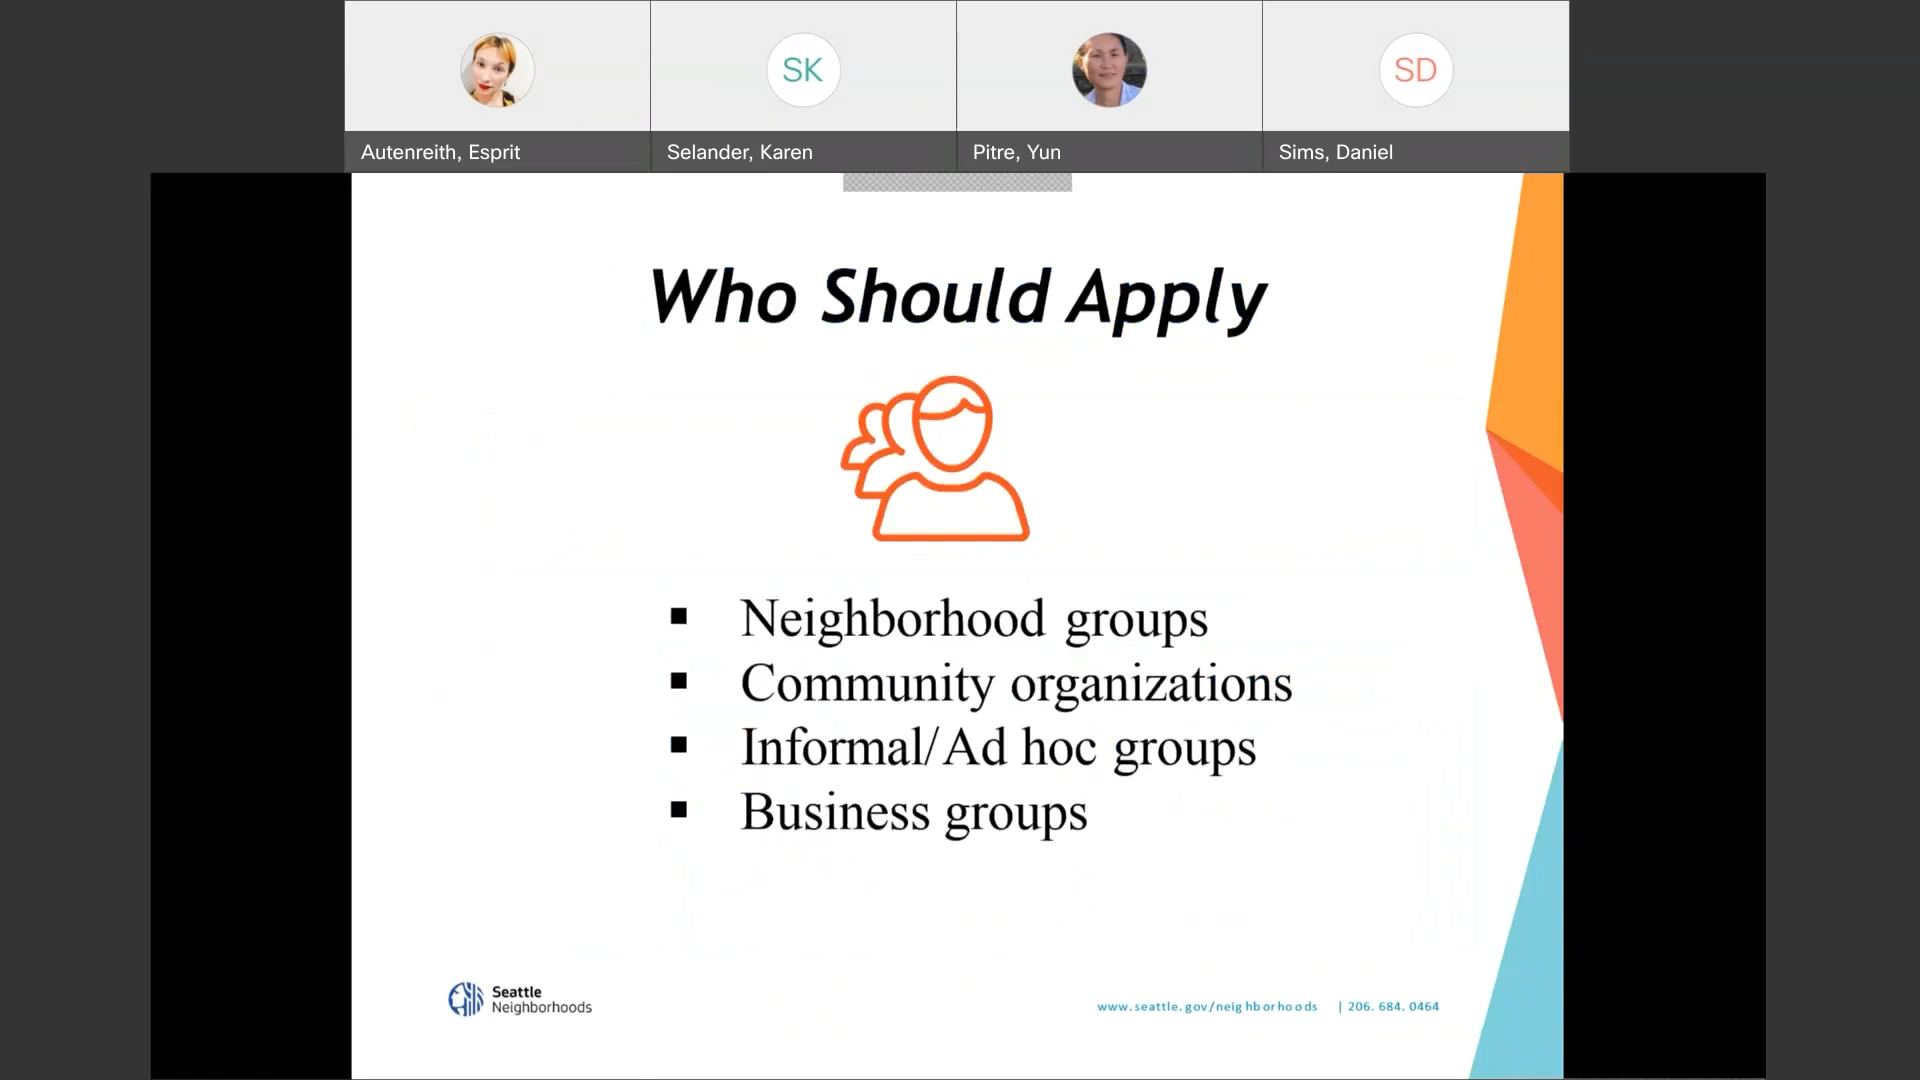 SK
SD
Autenreith, Esprit
Selander, Karen
Pitre, Yun
Sims, Daniel
Who Should Apply
▪ Neighborhood groups
▪ Community organizations
▪ Informal/Ad hoc groups
▪ Business groups
Seattle
Neighborhoods
www.seattle.gov/neighborhoods | 206. 684. 0464